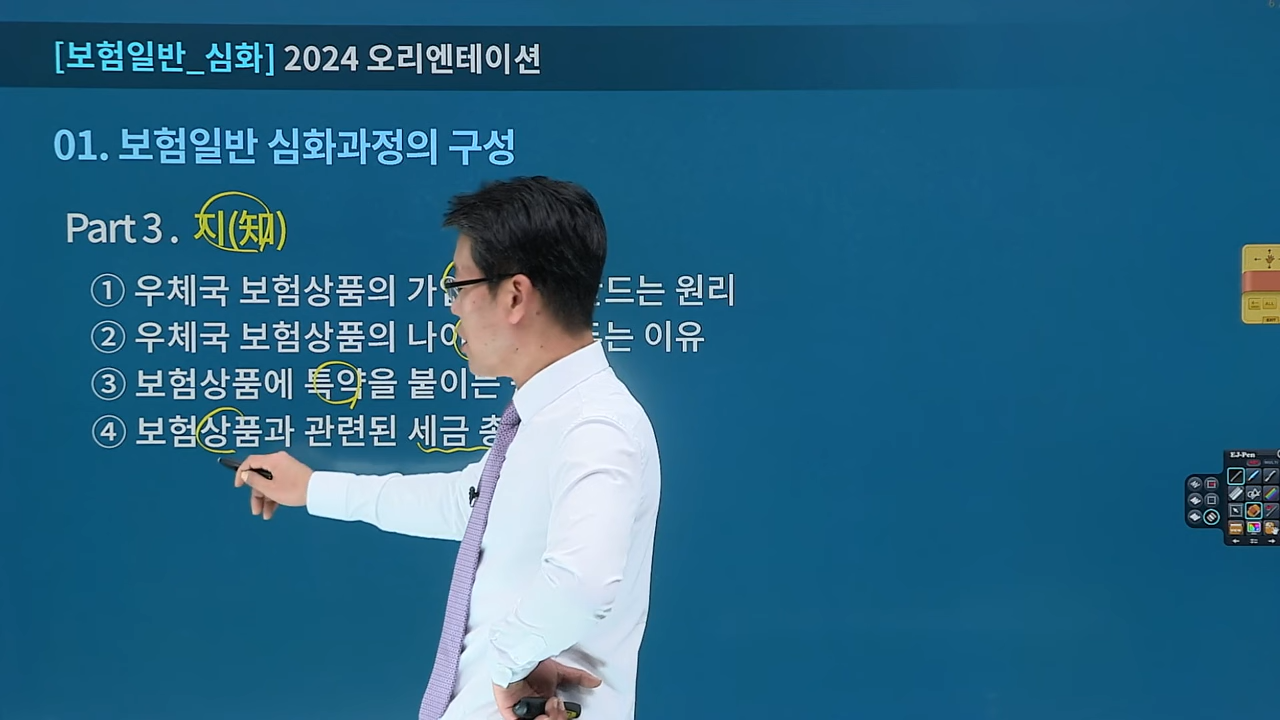 [보험일반_심화] 2024 오리엔테이션
01. 보험일반 심화과정의 구성
Part 3 . 지(知)
① 우체국 보험상품의 드는 원리
② 우체국 보험상품의 이유
③ 보험상품에 특약을 붙이는
④ 보험상품과 관련된 세금
EJ-Pen